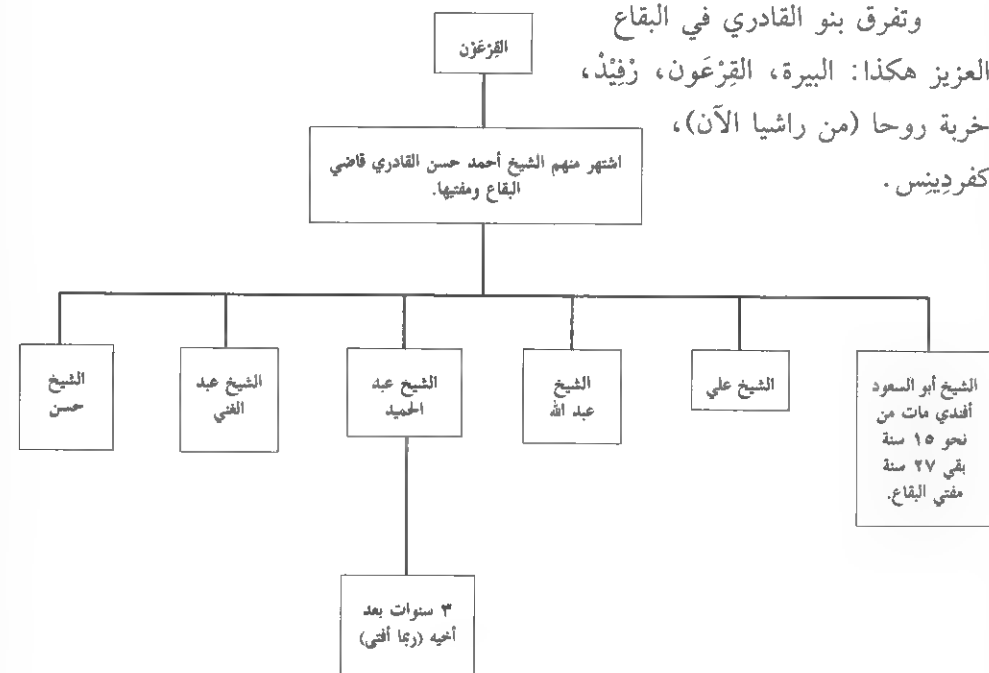 وتفرق بنو القادري في البقاع
العزيز هكذا: البيرة، القِرْعَون، رْفِيْدْ،
خربة روحا (من راشيا الآن)،
كفردِينِس.
القِرْعَوْن
اشتهر منهم الشيخ أحمد حسن القادري قاضي
البقاع ومفتيها.
الشيخ أبو السعود
أفندي مات من
نحو ١٥ سنة
بقي ٢٧ سنة
مفتي البقاع.
الشيخ علي
الشيخ
عبد الله
الشيخ عبد
الحميد
الشيخ عبد
الغني
الشيخ
حسن
٣ سنوات بعد
أخيه (ربما أفتى)